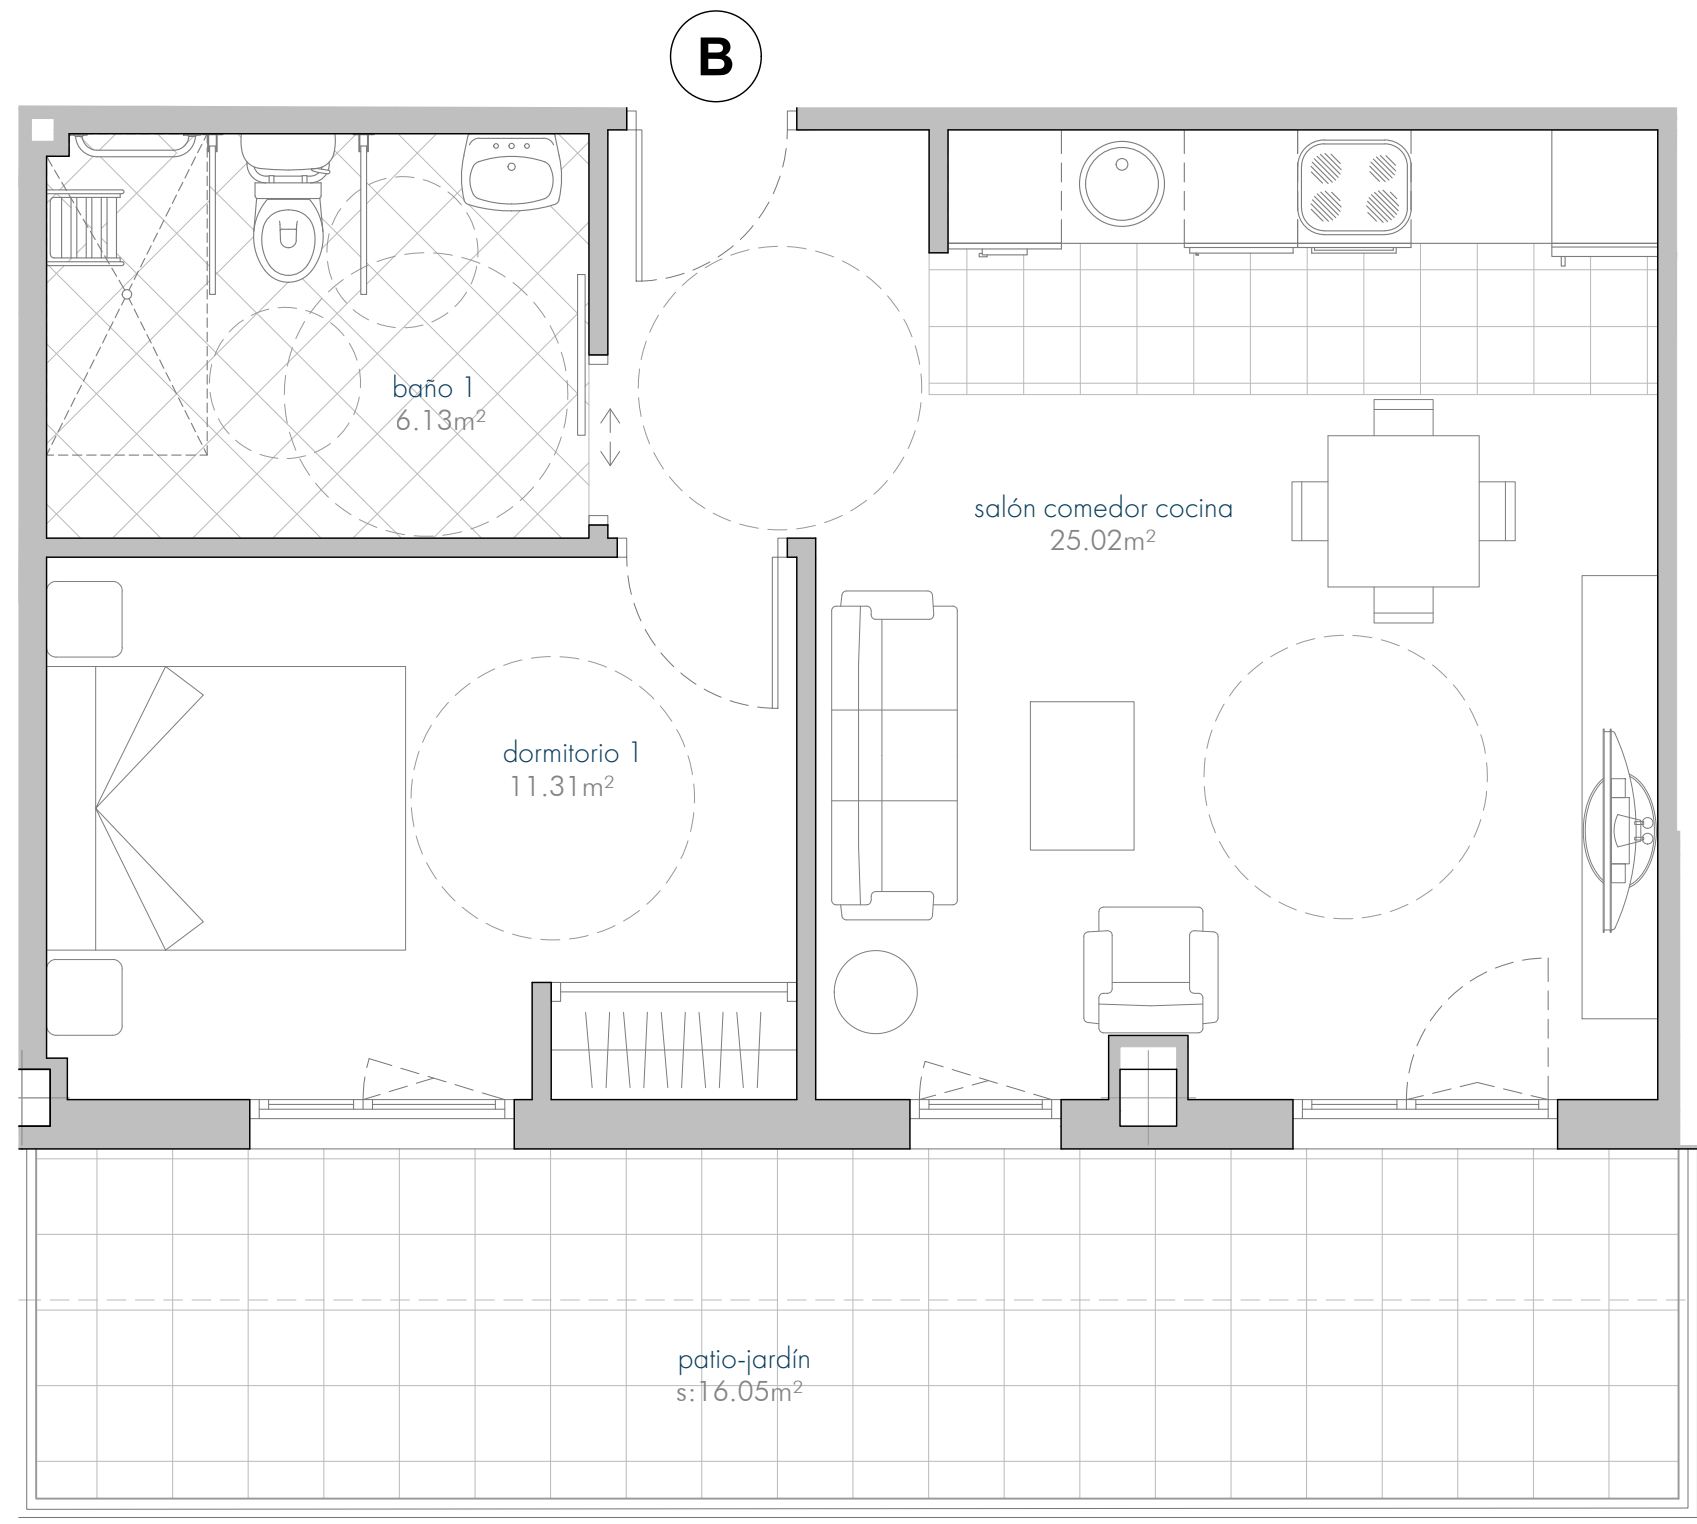 B
baño 1
6.13m²
salón comedor cocina
25.02m²
dormitorio 1
11.31m²
patio-jardín
s:16.05m²